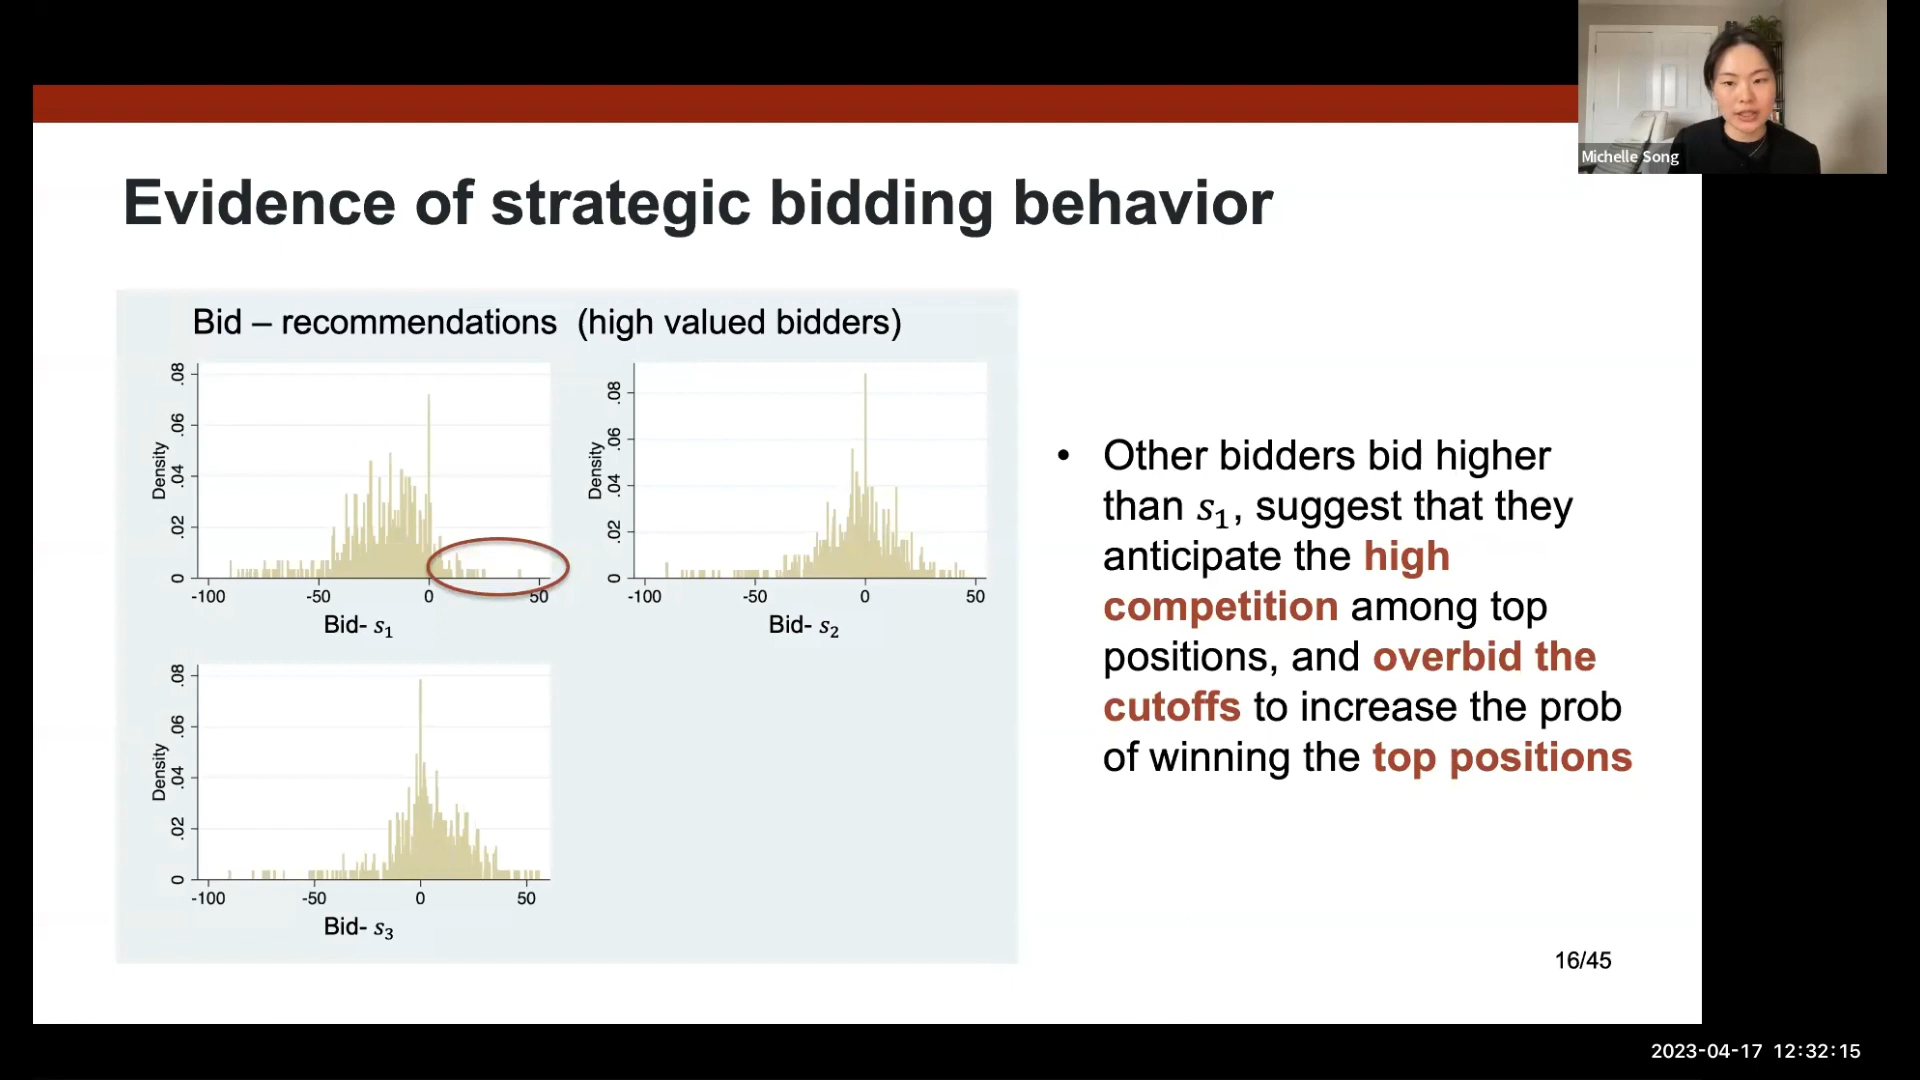 Michelle Song
Evidence of strategic bidding behavior
Bid – recommendations (high valued bidders)
Density
0 .02 .04 .06 .08
-100 -50 0 50
Bid- s₁
Density
0 .02 .04 .06 .08
-100 -50 0 50
Bid- s₂
Density
0 .02 .04 .06 .08
-100 -50 0 50
Bid- s₃
• Other bidders bid higher
than s₁, suggest that they
anticipate the high
competition among top
positions, and overbid the
cutoffs to increase the prob
of winning the top positions
16/45
2023-04-17 12:32:15